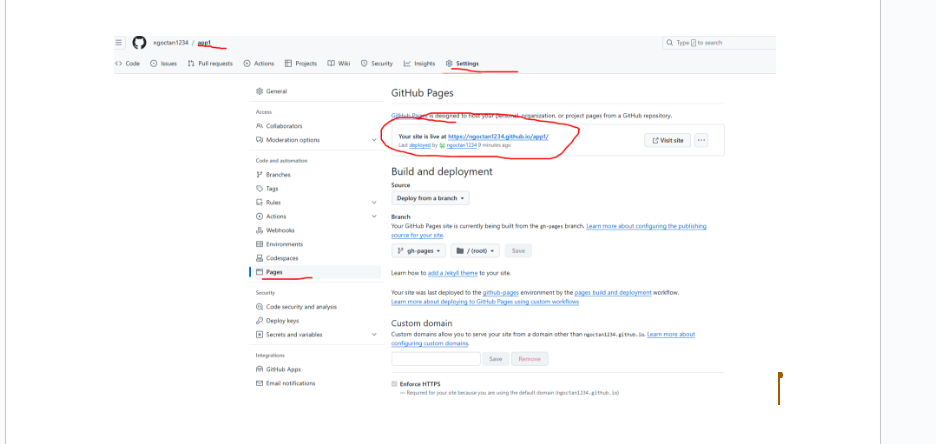 ngoctan1234 / app1
Type / to search
Code Issues Pull requests Actions Projects Wiki Security Insights Settings
General
Access
Collaborators
Moderation options
Code and automation
Branches
Tags
Rules
Actions
Webhooks
Environments
Codespaces
Pages
Security
Code security and analysis
Deploy keys
Secrets and variables
Integrations
GitHub Apps
Email notifications
GitHub Pages
GitHub Pages is designed to host your personal, organization, or project pages from a GitHub repository.
Your site is live at https://ngoctan1234.github.io/app1/
Last deployed by ngoctan1234 9 minutes ago
Visit site
Build and deployment
Source
Deploy from a branch
Branch
Your GitHub Pages site is currently being built from the gh-pages branch. Learn more about configuring the publishing
source for your site.
gh-pages / (root) Save
Learn how to add a Jekyll theme to your site.
Your site was last deployed to the github-pages environment by the pages build and deployment workflow.
Learn more about deploying to GitHub Pages using custom workflows
Custom domain
Custom domains allow you to serve your site from a domain other than ngoctan1234.github.io. Learn more about
configuring custom domains.
Save Remove
Enforce HTTPS
— Required for your site because you are using the default domain (ngoctan1234.github.io)